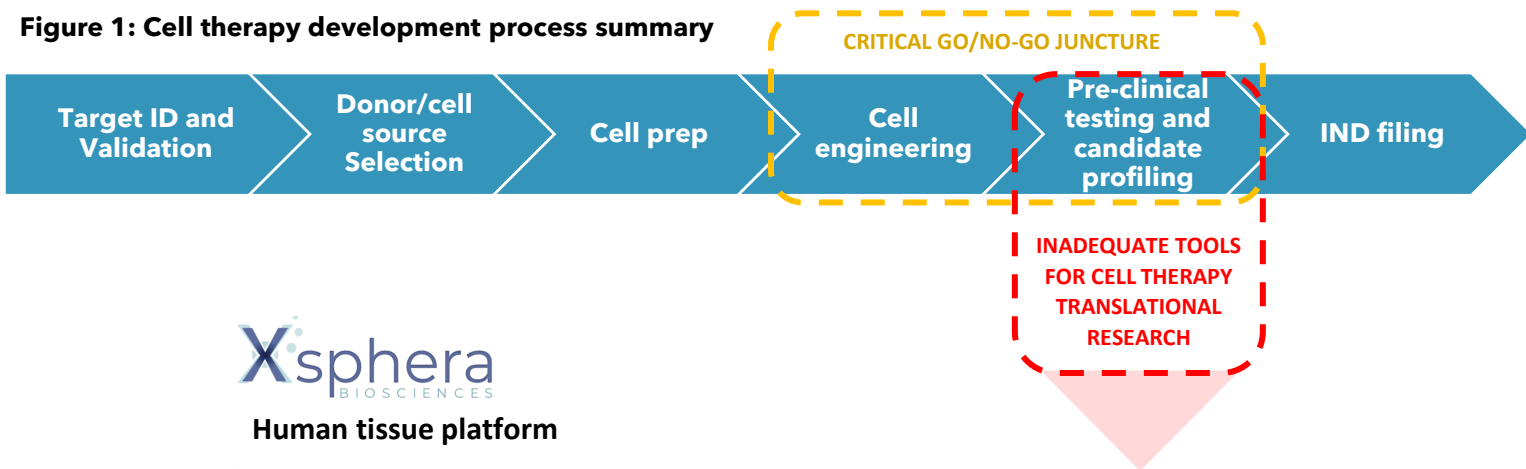 Figure 1: Cell therapy development process summary
CRITICAL GO/NO-GO JUNCTURE
Target ID and
Validation
Donor/cell
source
Selection
Cell prep
Cell
engineering
Pre-clinical
testing and
candidate
profiling
IND filing
INADEQUATE TOOLS
FOR CELL THERAPY
TRANSLATIONAL
RESEARCH
Xsphera
BIOSCIENCES
Human tissue platform